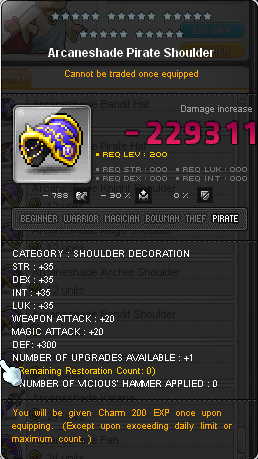 Arcaneshade Pirate Shoulder
Cannot be traded once equipped
Damage increase
- 229311
• REQ LEV : 200
• REQ STR : 000 • REQ LUK : 000
• REQ DEX : 000 • REQ INT : 000
- 788 - 30 % 0 %
BEGINNER WARRIOR MAGICIAN BOWMAN THIEF PIRATE
CATEGORY : SHOULDER DECORATION
STR : +35
DEX : +35
INT : +35
LUK : +35
WEAPON ATTACK : +20
MAGIC ATTACK : +20
DEF: +300
NUMBER OF UPGRADES AVAILABLE : +1
(Remaining Restoration Count: 0)
NUMBER OF VICIOUS' HAMMER APPLIED : 0
You will be given Charm 200 EXP once upon
equipping. (Except upon exceeding daily limit or
maximum count. )